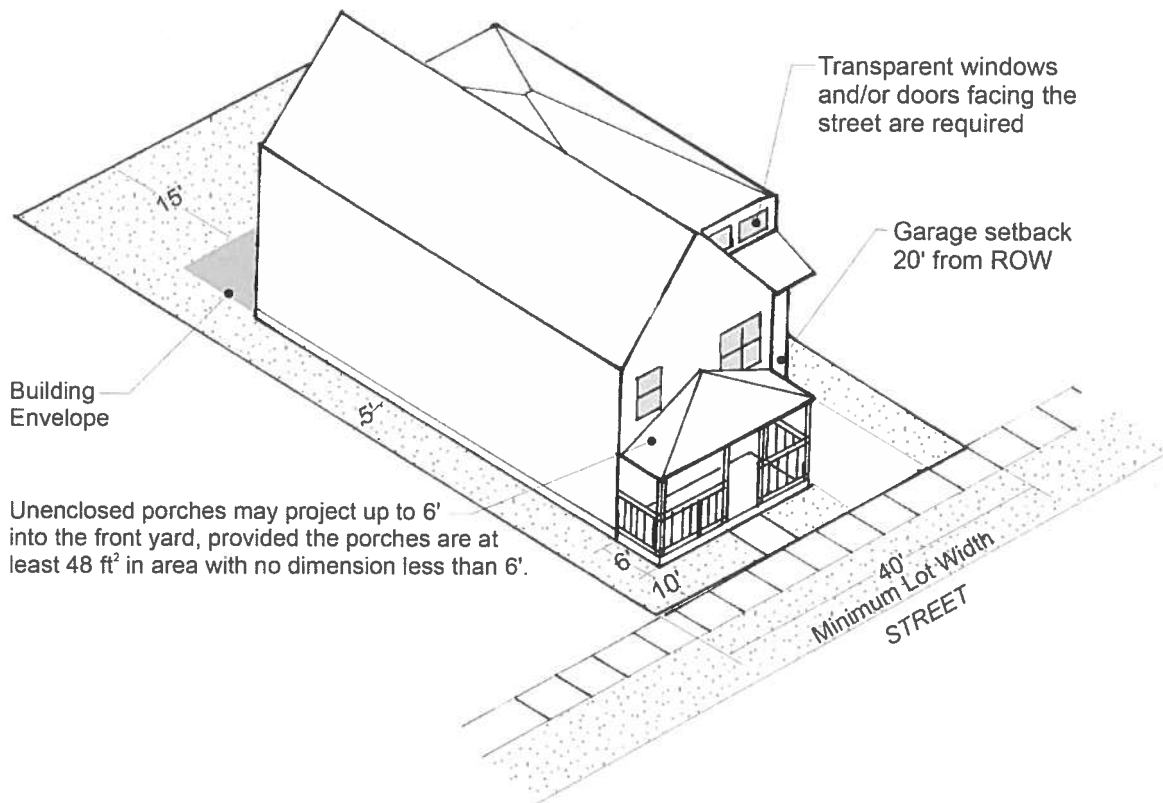 Transparent windows
and/or doors facing the
street are required
Garage setback
20' from ROW
15'
Building
Envelope
5'
Unenclosed porches may project up to 6'
into the front yard, provided the porches are at
least 48 ft² in area with no dimension less than 6'.
6'
10'
40'
Minimum Lot Width
STREET